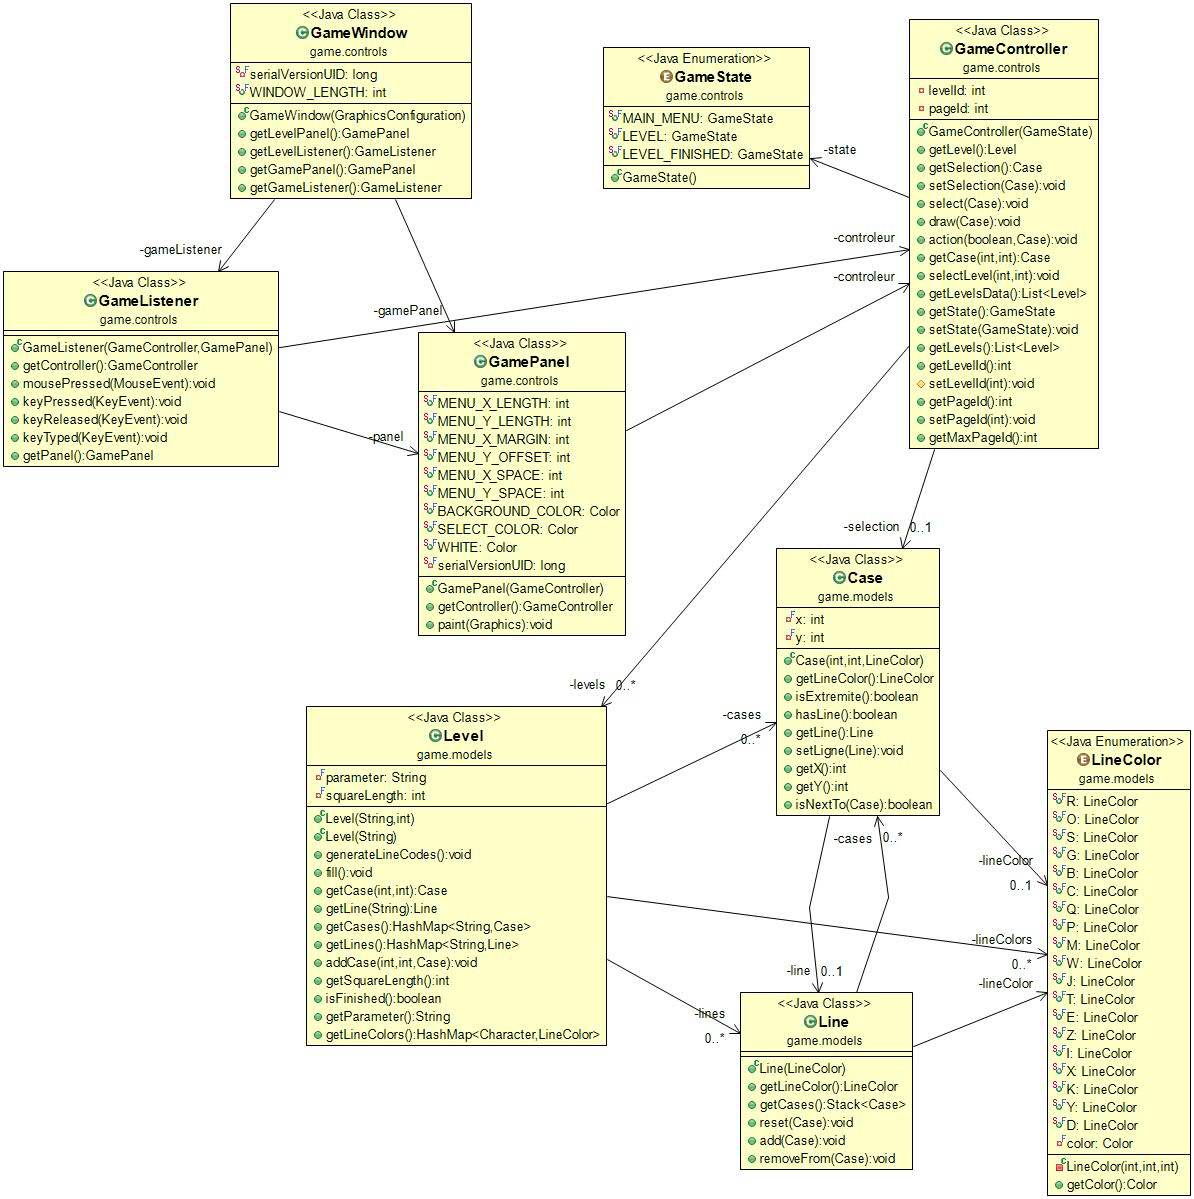 <<Java Class>>
GameWindow
game.controls
serialVersionUID: long
WINDOW_LENGTH: int
GameWindow(GraphicsConfiguration)
getLevelPanel():GamePanel
getLevelListener():GameListener
getGamePanel():GamePanel
getGameListener():GameListener
<<Java Enumeration>>
GameState
game.controls
MAIN_MENU: GameState
LEVEL: GameState
LEVEL_FINISHED: GameState
GameState()
<<Java Class>>
GameController
game.controls
levelId: int
pageId: int
GameController(GameState)
getLevel():Level
getSelection():Case
setSelection(Case):void
select(Case):void
draw(Case):void
action(boolean,Case):void
getCase(int,int):Case
selectLevel(int,int):void
getLevelsData():List<Level>
getState():GameState
setState(GameState):void
getLevels():List<Level>
getLevelId():int
setLevelId(int):void
getPageId():int
setPageId(int):void
getMaxPageId():int
-state
-gameListener
-gamePanel
-controleur
-controleur
-panel
<<Java Class>>
GameListener
game.controls
GameListener(GameController,GamePanel)
getController():GameController
mousePressed(MouseEvent):void
keyPressed(KeyEvent):void
keyReleased(KeyEvent):void
keyTyped(KeyEvent):void
getPanel():GamePanel
<<Java Class>>
GamePanel
game.controls
MENU_X_LENGTH: int
MENU_Y_LENGTH: int
MENU_X_MARGIN: int
MENU_Y_OFFSET: int
MENU_X_SPACE: int
MENU_Y_SPACE: int
BACKGROUND_COLOR: Color
SELECT_COLOR: Color
WHITE: Color
serialVersionUID: long
GamePanel(GameController)
getController():GameController
paint(Graphics):void
-selection 0..1
-levels 0..*
<<Java Class>>
Case
game.models
x: int
y: int
Case(int,int,LineColor)
getLineColor():LineColor
isExtremite():boolean
hasLine():boolean
getLine():Line
setLigne(Line):void
getX():int
getY():int
isNextTo(Case):boolean
<<Java Class>>
Level
game.models
parameter: String
squareLength: int
Level(String,int)
Level(String)
generateLineCodes():void
fill():void
getCase(int,int):Case
getLine(String):Line
getCases():HashMap<String,Case>
getLines():HashMap<String,Line>
addCase(int,int,Case):void
getSquareLength():int
isFinished():boolean
getParameter():String
getLineColors():HashMap<Character,LineColor>
-cases
0..*
-cases 0..*
-lineColor
0..1
-lineColors
0..*
-line 0..1
-lineColor
-lines
0..*
<<Java Class>>
Line
game.models
Line(LineColor)
getLineColor():LineColor
getCases():Stack<Case>
reset(Case):void
add(Case):void
removeFrom(Case):void
<<Java Enumeration>>
LineColor
game.models
R: LineColor
O: LineColor
S: LineColor
G: LineColor
B: LineColor
C: LineColor
Q: LineColor
P: LineColor
M: LineColor
W: LineColor
J: LineColor
T: LineColor
E: LineColor
Z: LineColor
I: LineColor
X: LineColor
K: LineColor
Y: LineColor
D: LineColor
color: Color
LineColor(int,int,int)
getColor():Color